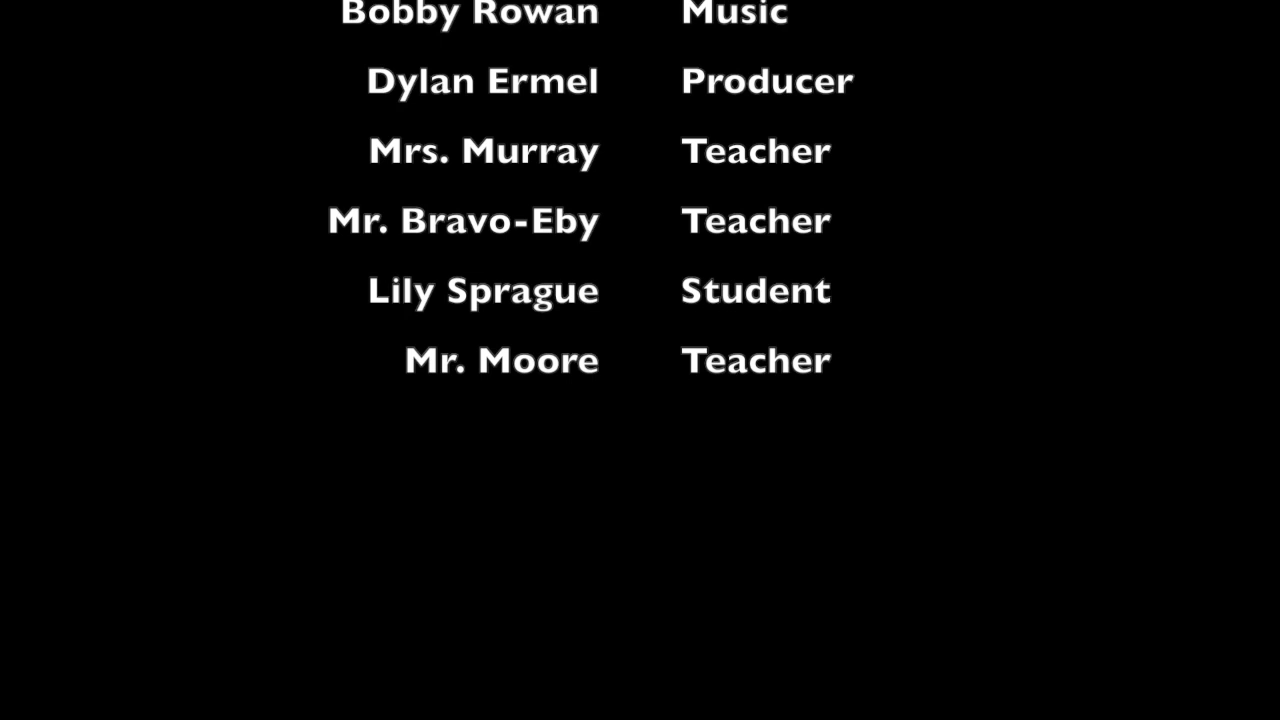 Bobby Rowan Music
Dylan Ermel Producer
Mrs. Murray Teacher
Mr. Bravo-Eby Teacher
Lily Sprague Student
Mr. Moore Teacher